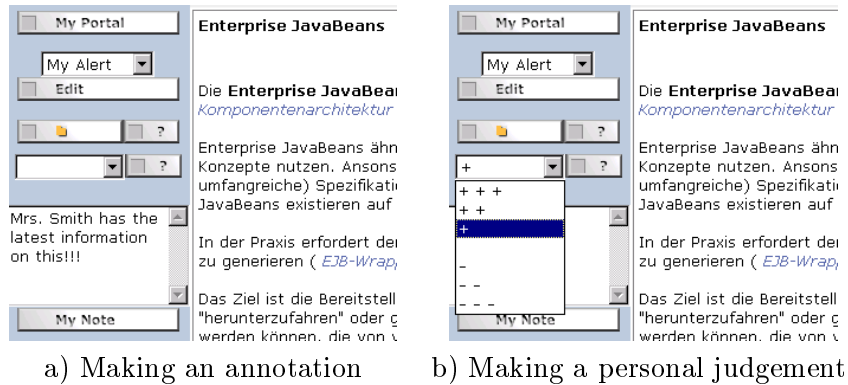 My Portal
My Alert
Edit
?
?
Mrs. Smith has the
latest information
on this!!!
My Note
Enterprise JavaBeans
Die Enterprise JavaBear
Komponentenarchitektur
Enterprise JavaBeans ähn
Konzepte nutzen. Ansons
umfangreiche) Spezifikatio
JavaBeans existieren auf
In der Praxis erfordert der
zu generieren ( EJB-Wrapp
Das Ziel ist die Bereitstell
"herunterzufahren" oder g
werden können, die von v
a) Making an annotation
My Portal
My Alert
Edit
?
+ ?
+ + +
+ +
+
-
- -
- - -
My Note
Enterprise JavaBeans
Die Enterprise JavaBear
Komponentenarchitektur
Enterprise JavaBeans ähn
Konzepte nutzen. Ansons
umfangreiche) Spezifikatio
JavaBeans existieren auf
In der Praxis erfordert der
zu generieren ( EJB-Wrapp
Das Ziel ist die Bereitstell
"herunterzufahren" oder g
werden können, die von v
b) Making a personal judgement